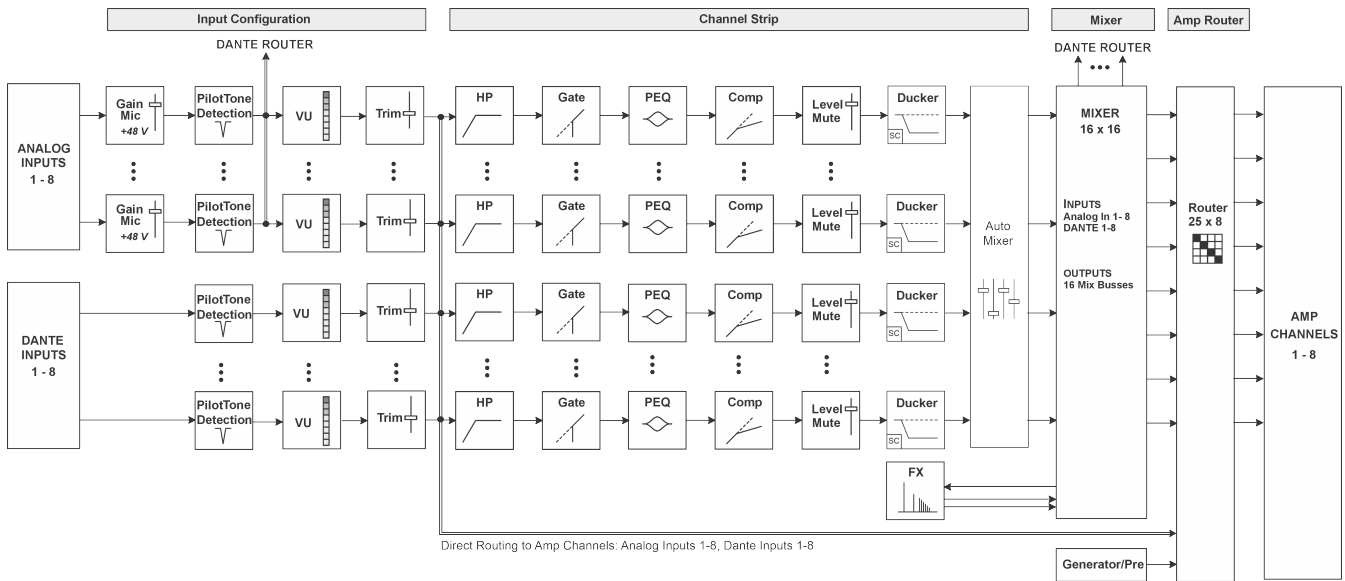 Input Configuration
Channel Strip
Mixer
Amp Router
DANTE ROUTER
DANTE ROUTER
ANALOG
INPUTS
1 - 8
Gain
Mic
+48 V
PilotTone
Detection
VU
Trim
HP
Gate
PEQ
Comp
Level
Mute
Ducker
SC
MIXER
16 x 16
Gain
Mic
+48 V
PilotTone
Detection
VU
Trim
HP
Gate
PEQ
Comp
Level
Mute
Ducker
SC
Auto
Mixer
INPUTS
Analog In 1- 8
DANTE 1-8
OUTPUTS
16 Mix Busses
Router
25 x 8
DANTE
INPUTS
1 - 8
PilotTone
Detection
VU
Trim
HP
Gate
PEQ
Comp
Level
Mute
Ducker
SC
AMP
CHANNELS
1 - 8
PilotTone
Detection
VU
Trim
HP
Gate
PEQ
Comp
Level
Mute
Ducker
SC
FX
Direct Routing to Amp Channels: Analog Inputs 1-8, Dante Inputs 1-8
Generator/Pre